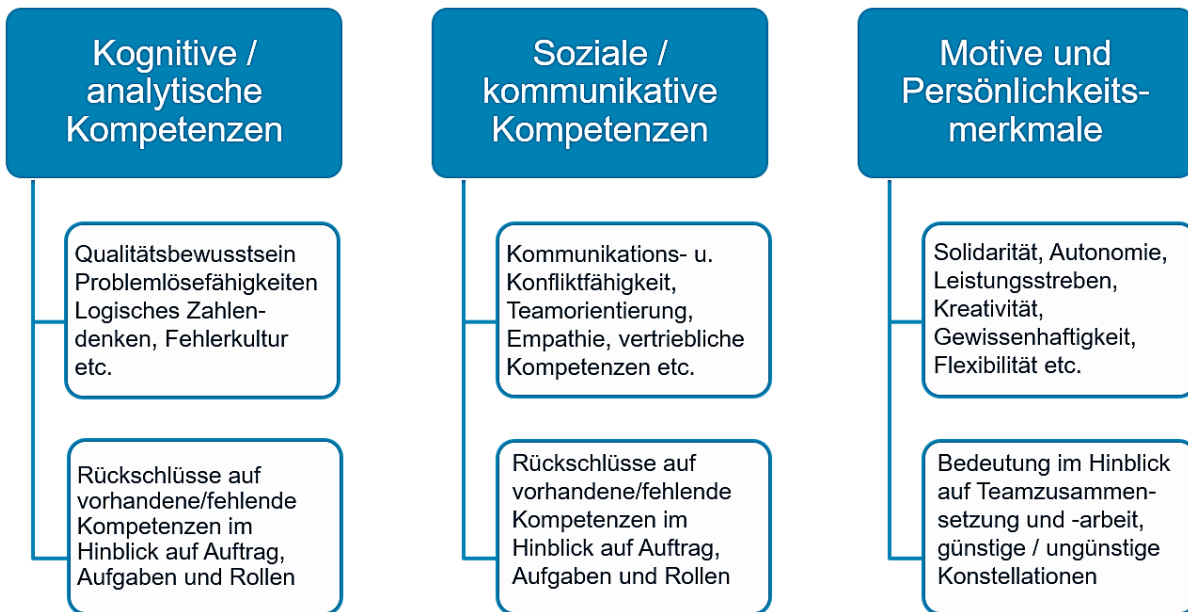 Kognitive /
analytische
Kompetenzen
Qualitätsbewusstsein
Problemlösefähigkeiten
Logisches Zahlen-
denken, Fehlerkultur
etc.
Rückschlüsse auf
vorhandene/fehlende
Kompetenzen im
Hinblick auf Auftrag,
Aufgaben und Rollen
Soziale /
kommunikative
Kompetenzen
Kommunikations- u.
Konfliktfähigkeit,
Teamorientierung,
Empathie, vertriebliche
Kompetenzen etc.
Rückschlüsse auf
vorhandene/fehlende
Kompetenzen im
Hinblick auf Auftrag,
Aufgaben und Rollen
Motive und
Persönlichkeits-
merkmale
Solidarität, Autonomie,
Leistungsstreben,
Kreativität,
Gewissenhaftigkeit,
Flexibilität etc.
Bedeutung im Hinblick
auf Teamzusammen-
setzung und -arbeit,
günstige / ungünstige
Konstellationen